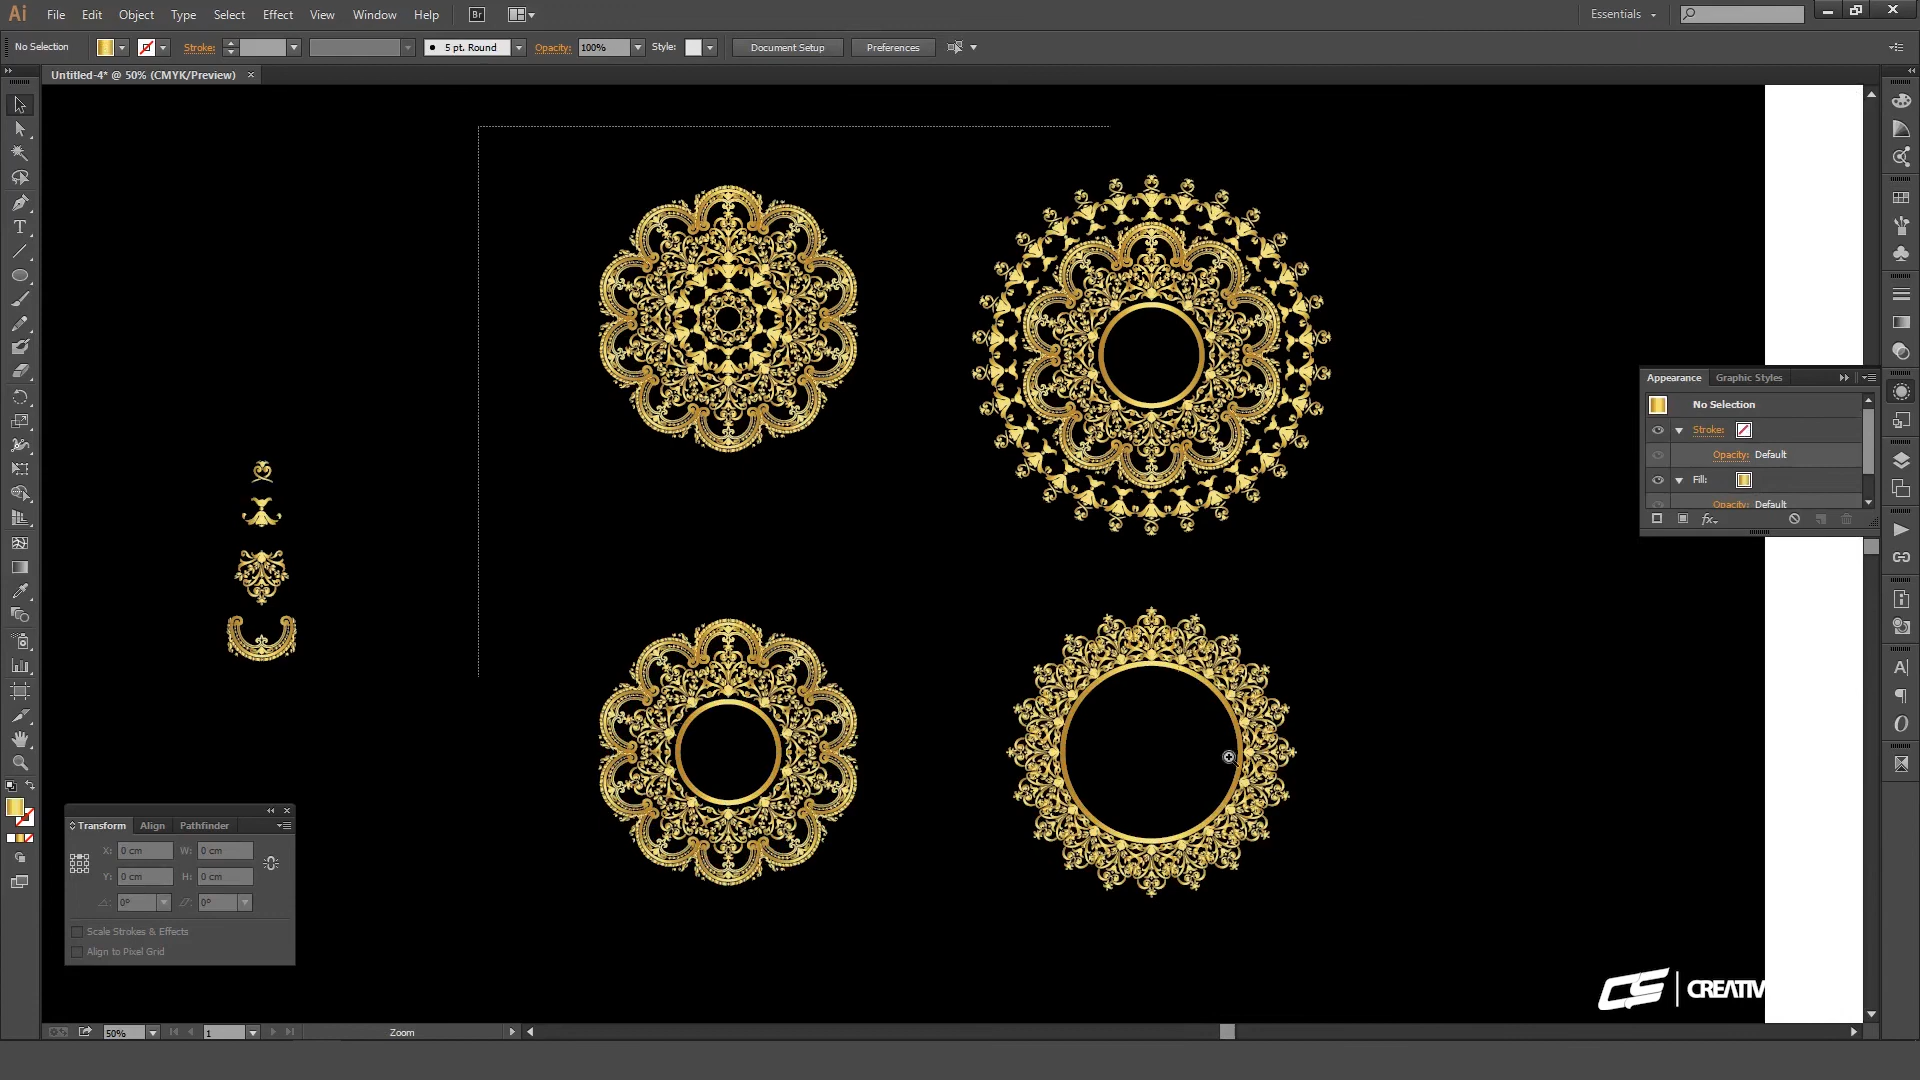 Ai File Edit Object Type Select Effect View Window Help Br Essentials
No Selection Stroke: 5 pt. Round Opacity: 100% Style: Document Setup Preferences
Untitled-4* @ 50% (CMYK/Preview)
Appearance Graphic Styles
No Selection
Stroke:
Opacity: Default
Fill:
Opacity: Default
fx
Transform Align Pathfinder
X: 0 cm W: 0 cm
Y: 0 cm H: 0 cm
0° 0°
Scale Strokes & Effects
Align to Pixel Grid
CS CREATIV
50% 1 Zoom